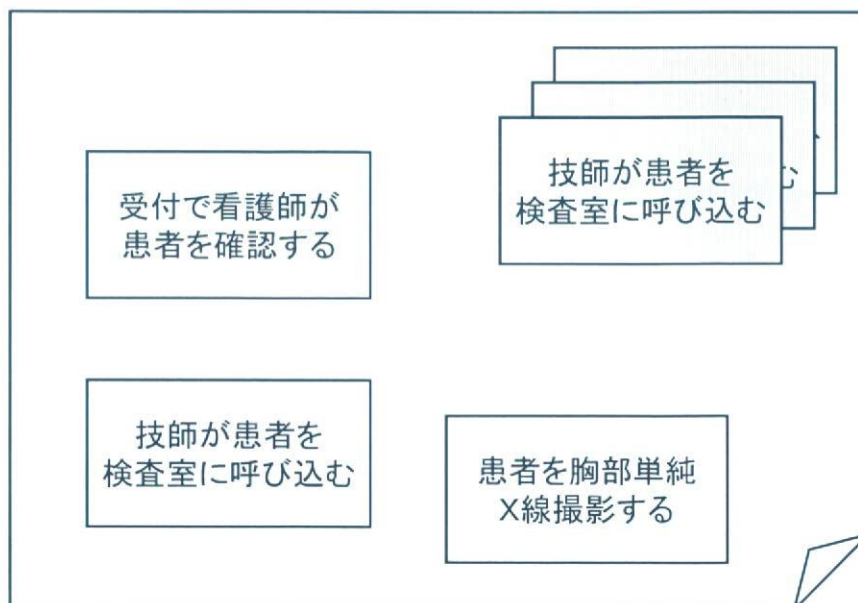 受付で看護師が
患者を確認する
技師が患者を
検査室に呼び込む
む
技師が患者を
検査室に呼び込む
患者を胸部単純
X線撮影する